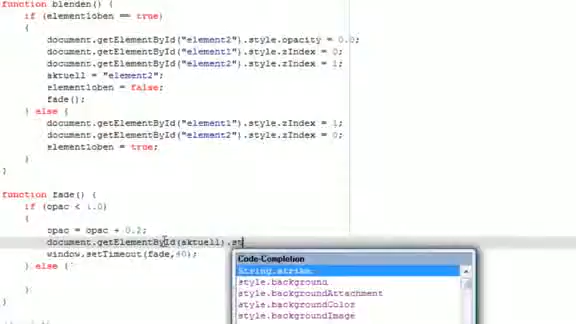 function blenden() {
if (element1oben == true)
{
document.getElementById("element2").style.opacity = 0.0;
document.getElementById("element1").style.zIndex = 0;
document.getElementById("element2").style.zIndex = 1;
aktuell = "element2";
element1oben = false;
fade();
} else {
document.getElementById("element1").style.zIndex = 1;
document.getElementById("element2").style.zIndex = 0;
element1oben = true;
}
}
function fade() {
if (opac < 1.0)
{
opac = opac + 0.2;
document.getElementById(aktuell).st
window.setTimeout(fade,40);
} else {
}
}
Code-Completion
String.strike
style.background
style.backgroundAttachment
style.backgroundColor
style.backgroundImage